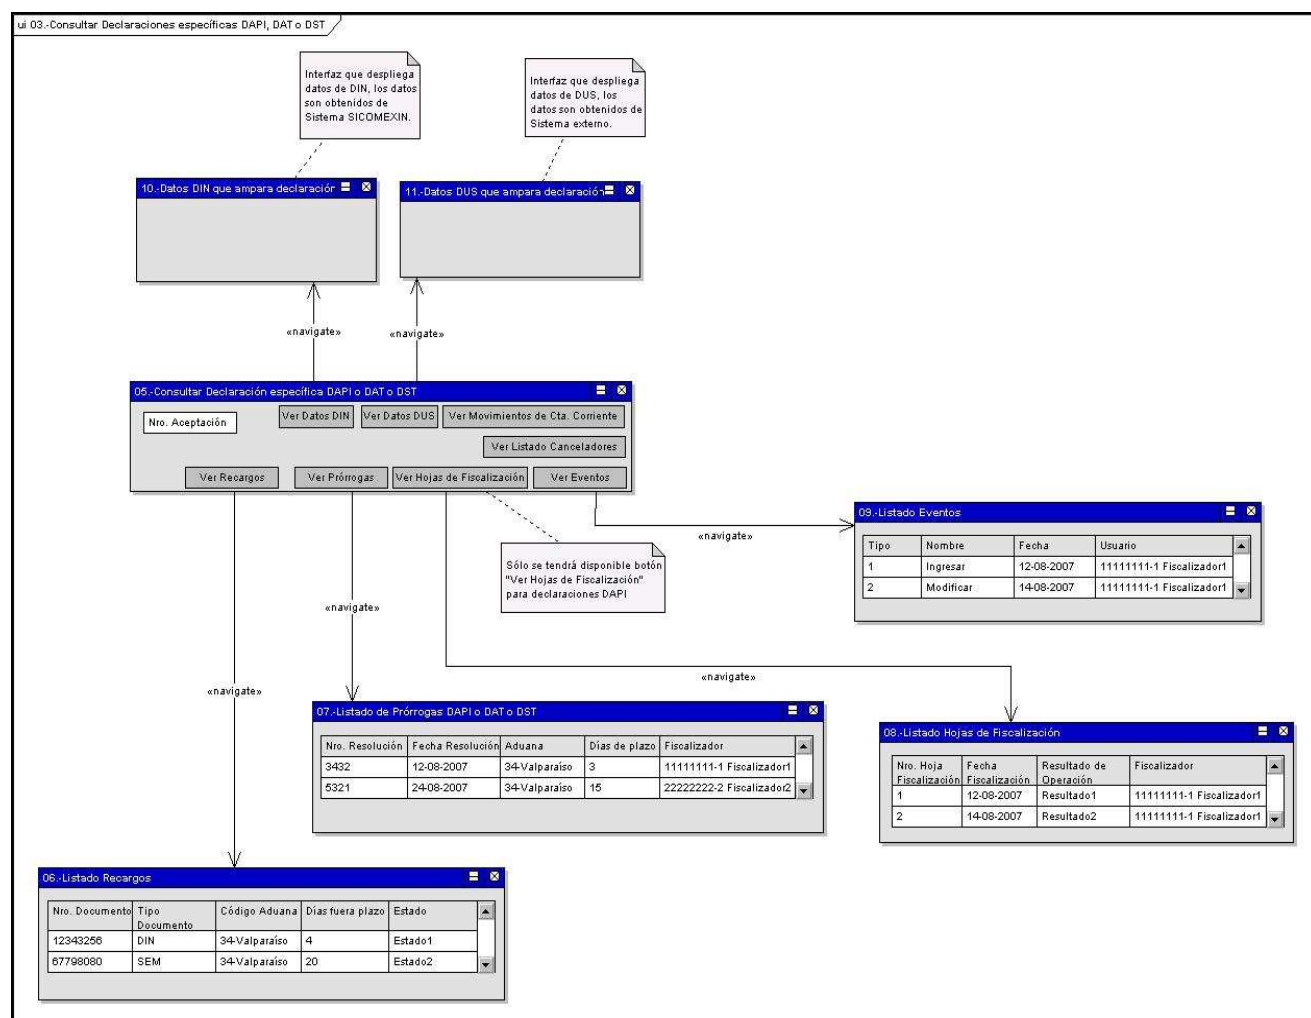 ui 03.-Consultar Declaraciones específicas DAPI, DAT o DST
Interfaz que despliega
datos de DIN, los datos
son obtenidos de
Sistema SICOMEXIN.
Interfaz que despliega
datos de DUS, los
datos son obtenidos de
Sistema externo.
10.-Datos DIN que ampara declaración
11.-Datos DUS que ampara declaración
«navigate»
«navigate»
05.-Consultar Declaración específica DAPI o DAT o DST
Nro. Aceptación
Ver Datos DIN
Ver Datos DUS
Ver Movimientos de Cta. Corriente
Ver Listado Canceladores
Ver Recargos
Ver Prórrogas
Ver Hojas de Fiscalización
Ver Eventos
«navigate»
Sólo se tendrá disponible botón
"Ver Hojas de Fiscalización"
para declaraciones DAPI
09.-Listado Eventos
Tipo Nombre Fecha Usuario
1 Ingresar 12-08-2007 11111111-1 Fiscalizador1
2 Modificar 14-08-2007 11111111-1 Fiscalizador1
«navigate»
«navigate»
«navigate»
07.-Listado de Prórrogas DAPI o DAT o DST
Nro. Resolución Fecha Resolución Aduana Días de plazo Fiscalizador
3432 12-08-2007 34-Valparaíso 3 11111111-1 Fiscalizador1
5321 24-08-2007 34-Valparaíso 15 22222222-2 Fiscalizador2
08.-Listado Hojas de Fiscalización
Nro. Hoja Fecha Resultado de Fiscalizador
Fiscalización Fiscalización Operación
1 12-08-2007 Resultado1 11111111-1 Fiscalizador1
2 14-08-2007 Resultado2 11111111-1 Fiscalizador1
06.-Listado Recargos
Nro. Documento Tipo Código Aduana Días fuera plazo Estado
Documento
12343256 DIN 34-Valparaíso 4 Estado1
67798080 SEM 34-Valparaíso 20 Estado2